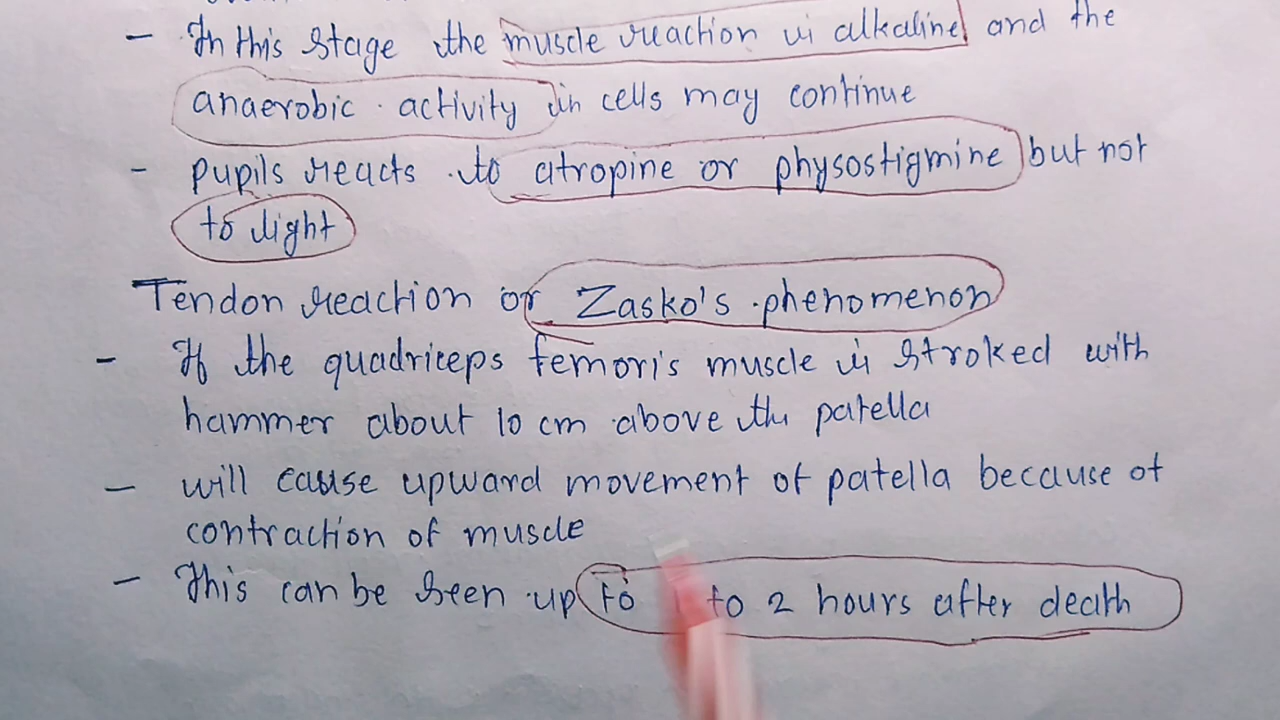 - In this stage the muscle reaction is alkaline and the
anaerobic activity in cells may continue
- pupils reacts to atropine or physostigmine but not
to light
Tendon reaction or Zasko's phenomenon
- If the quadriceps femoris muscle is stroked with
hammer about 10 cm above the patella
- will cause upward movement of patella because of
contraction of muscle
- This can be seen up to 1 to 2 hours after death